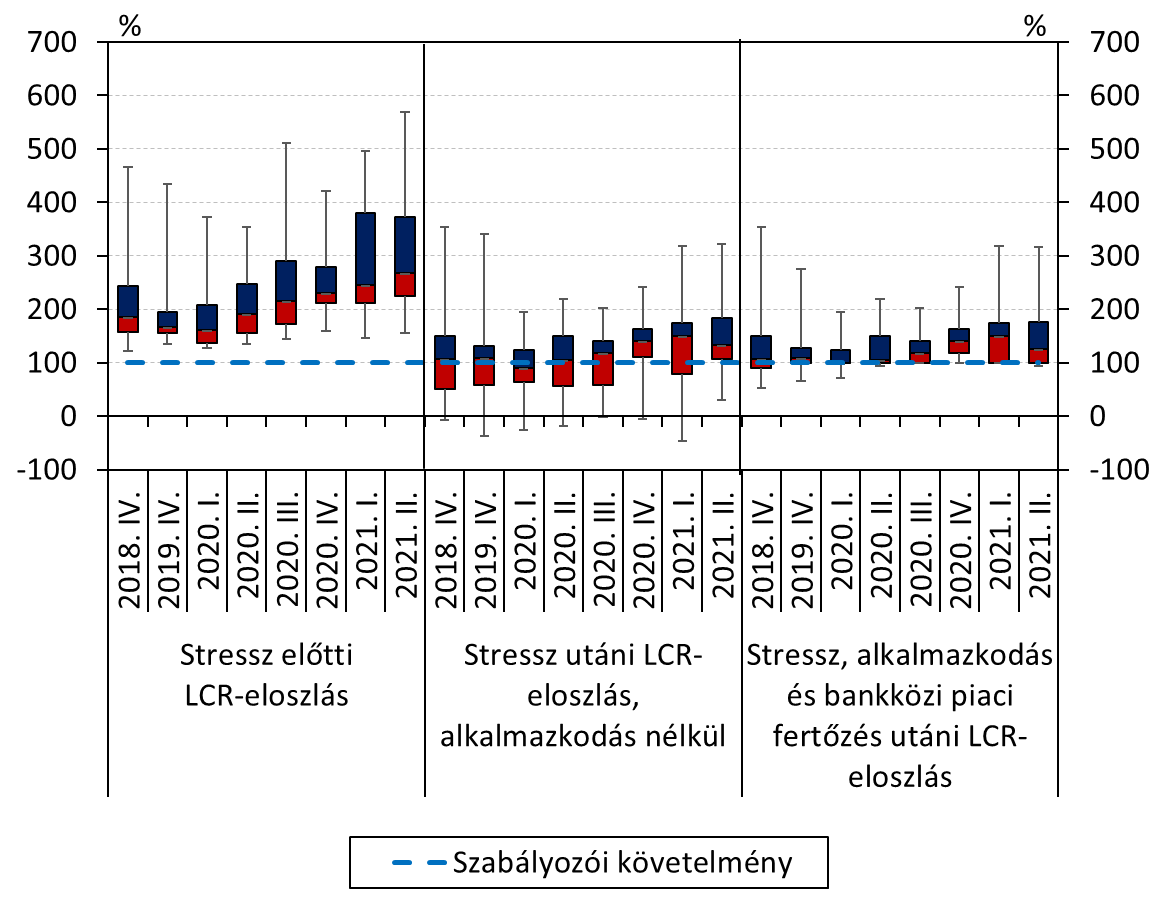 % %
700 700
600 600
500 500
400 400
300 300
200 200
100 100
0 0
-100 -100
2018. IV.
2019. IV.
2020. I.
2020. II.
2020. III.
2020. IV.
2021. I.
2021. II.
2018. IV.
2019. IV.
2020. I.
2020. II.
2020. III.
2020. IV.
2021. I.
2021. II.
2018. IV.
2019. IV.
2020. I.
2020. II.
2020. III.
2020. IV.
2021. I.
2021. II.
Stressz előtti
LCR-eloszlás
Stressz utáni LCR-
eloszlás,
alkalmazkodás nélkül
Stressz, alkalmazkodás
és bankközi piaci
fertőzés utáni LCR-
eloszlás
Szabályozói követelmény